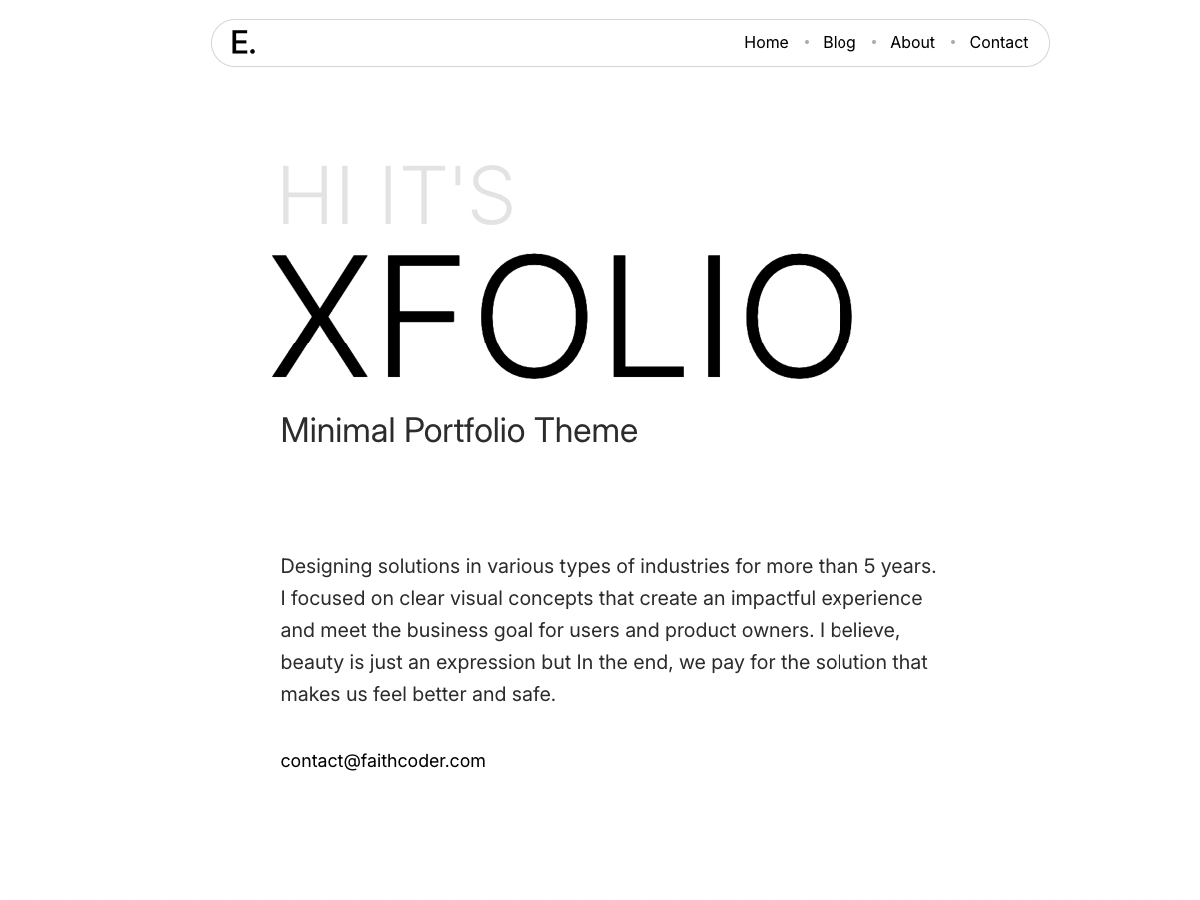 E.
Home • Blog • About • Contact
HI IT'S
XFOLIO
Minimal Portfolio Theme
Designing solutions in various types of industries for more than 5 years.
I focused on clear visual concepts that create an impactful experience
and meet the business goal for users and product owners. I believe,
beauty is just an expression but In the end, we pay for the solution that
makes us feel better and safe.
contact@faithcoder.com